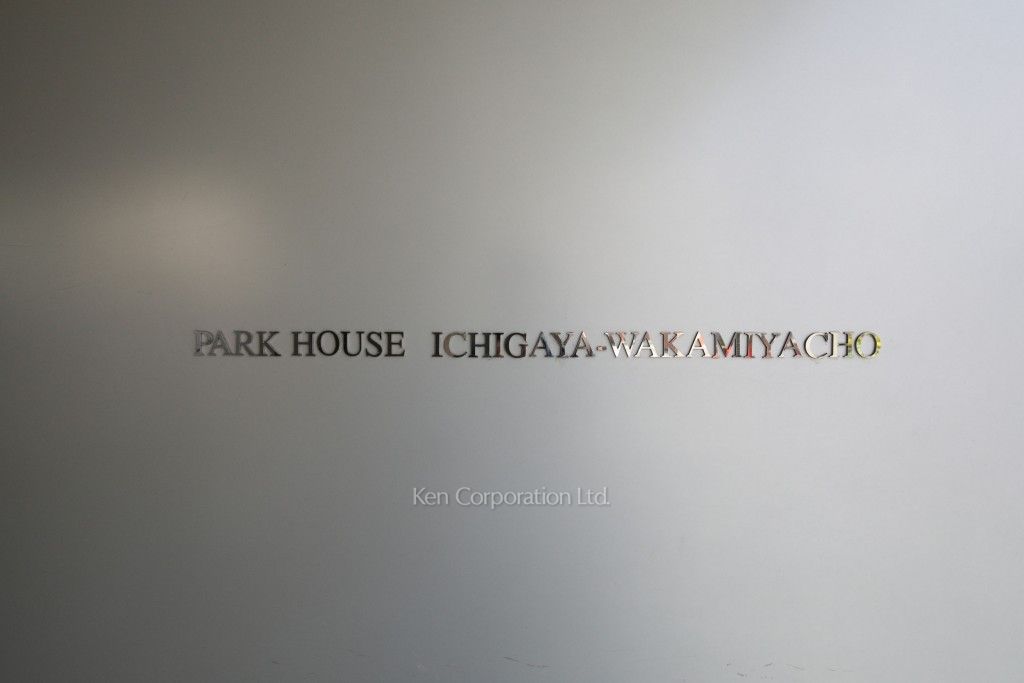 PARK HOUSE ICHIGAYA-WAKAMIYACHO
Ken Corporation Ltd.